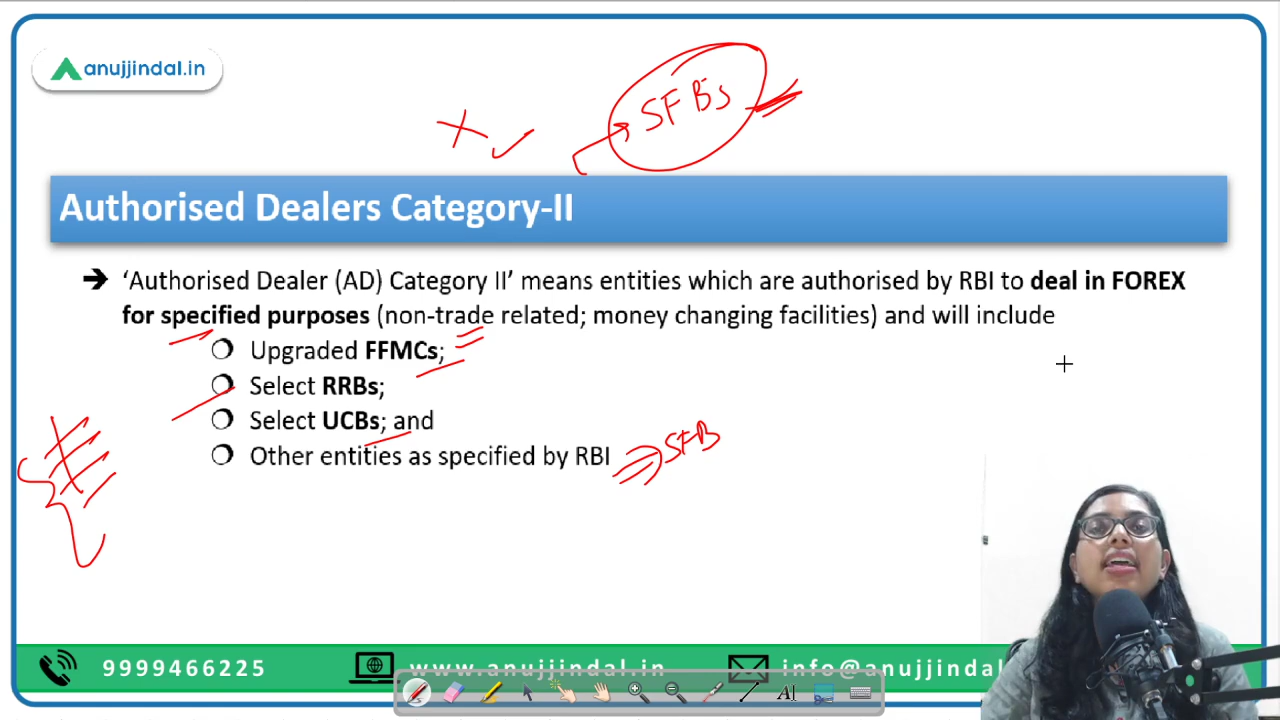 anujjindal.in
SFBs
Authorised Dealers Category-II
‘Authorised Dealer (AD) Category II’ means entities which are authorised by RBI to deal in FOREX
for specified purposes (non-trade related; money changing facilities) and will include
Upgraded FFMCs;
Select RRBs;
Select UCBs; and
Other entities as specified by RBI
SFB
9999466225 www.anujjindal.in info@anujjindal
AI